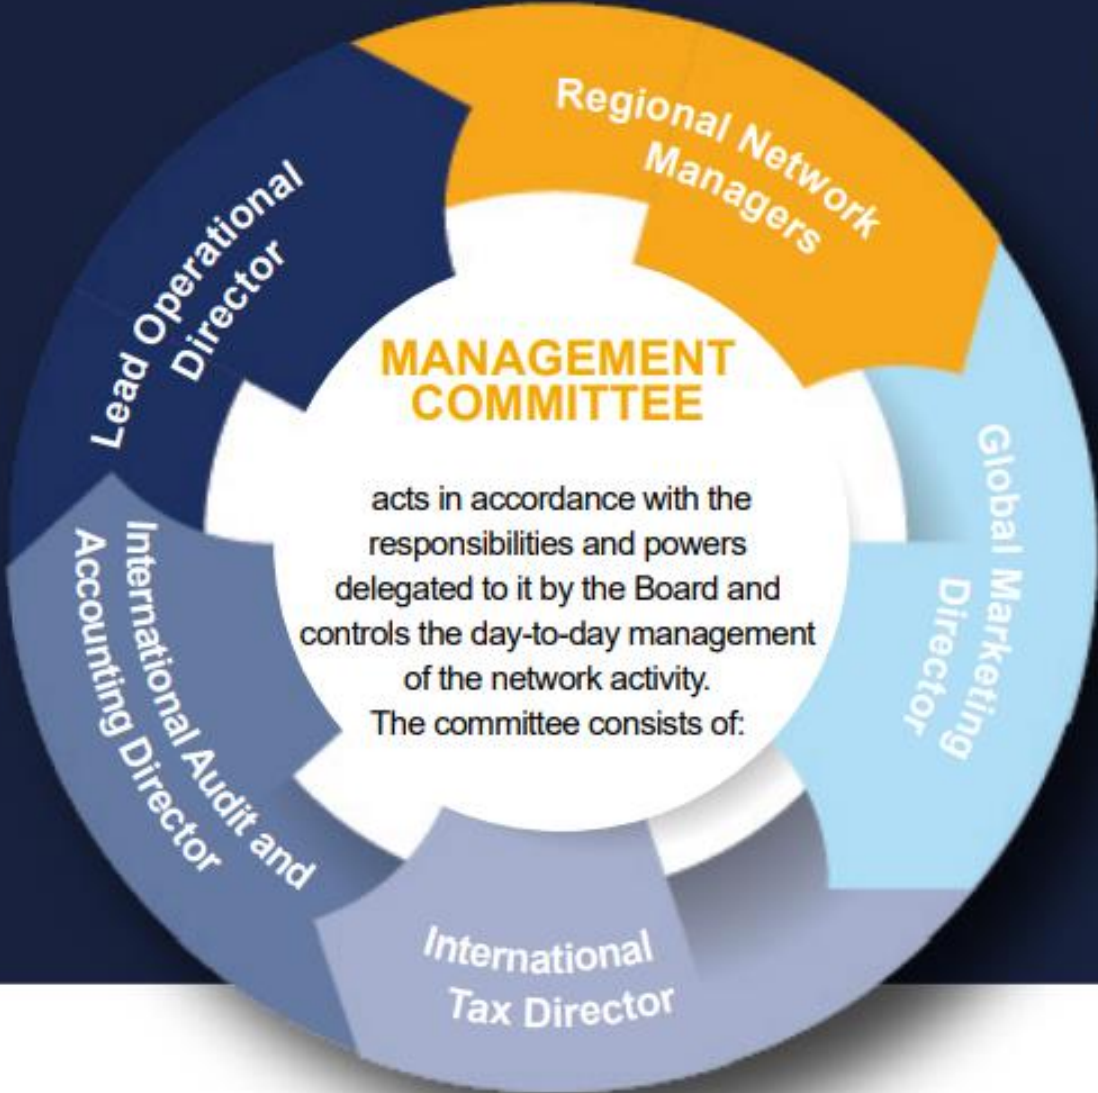 MANAGEMENT
COMMITTEE
acts in accordance with the
responsibilities and powers
delegated to it by the Board and
controls the day-to-day management
of the network activity.
The committee consists of:
Lead Operational
Director
Regional Network
Managers
Global Marketing
Director
International
Tax Director
International Audit and
Accounting Director